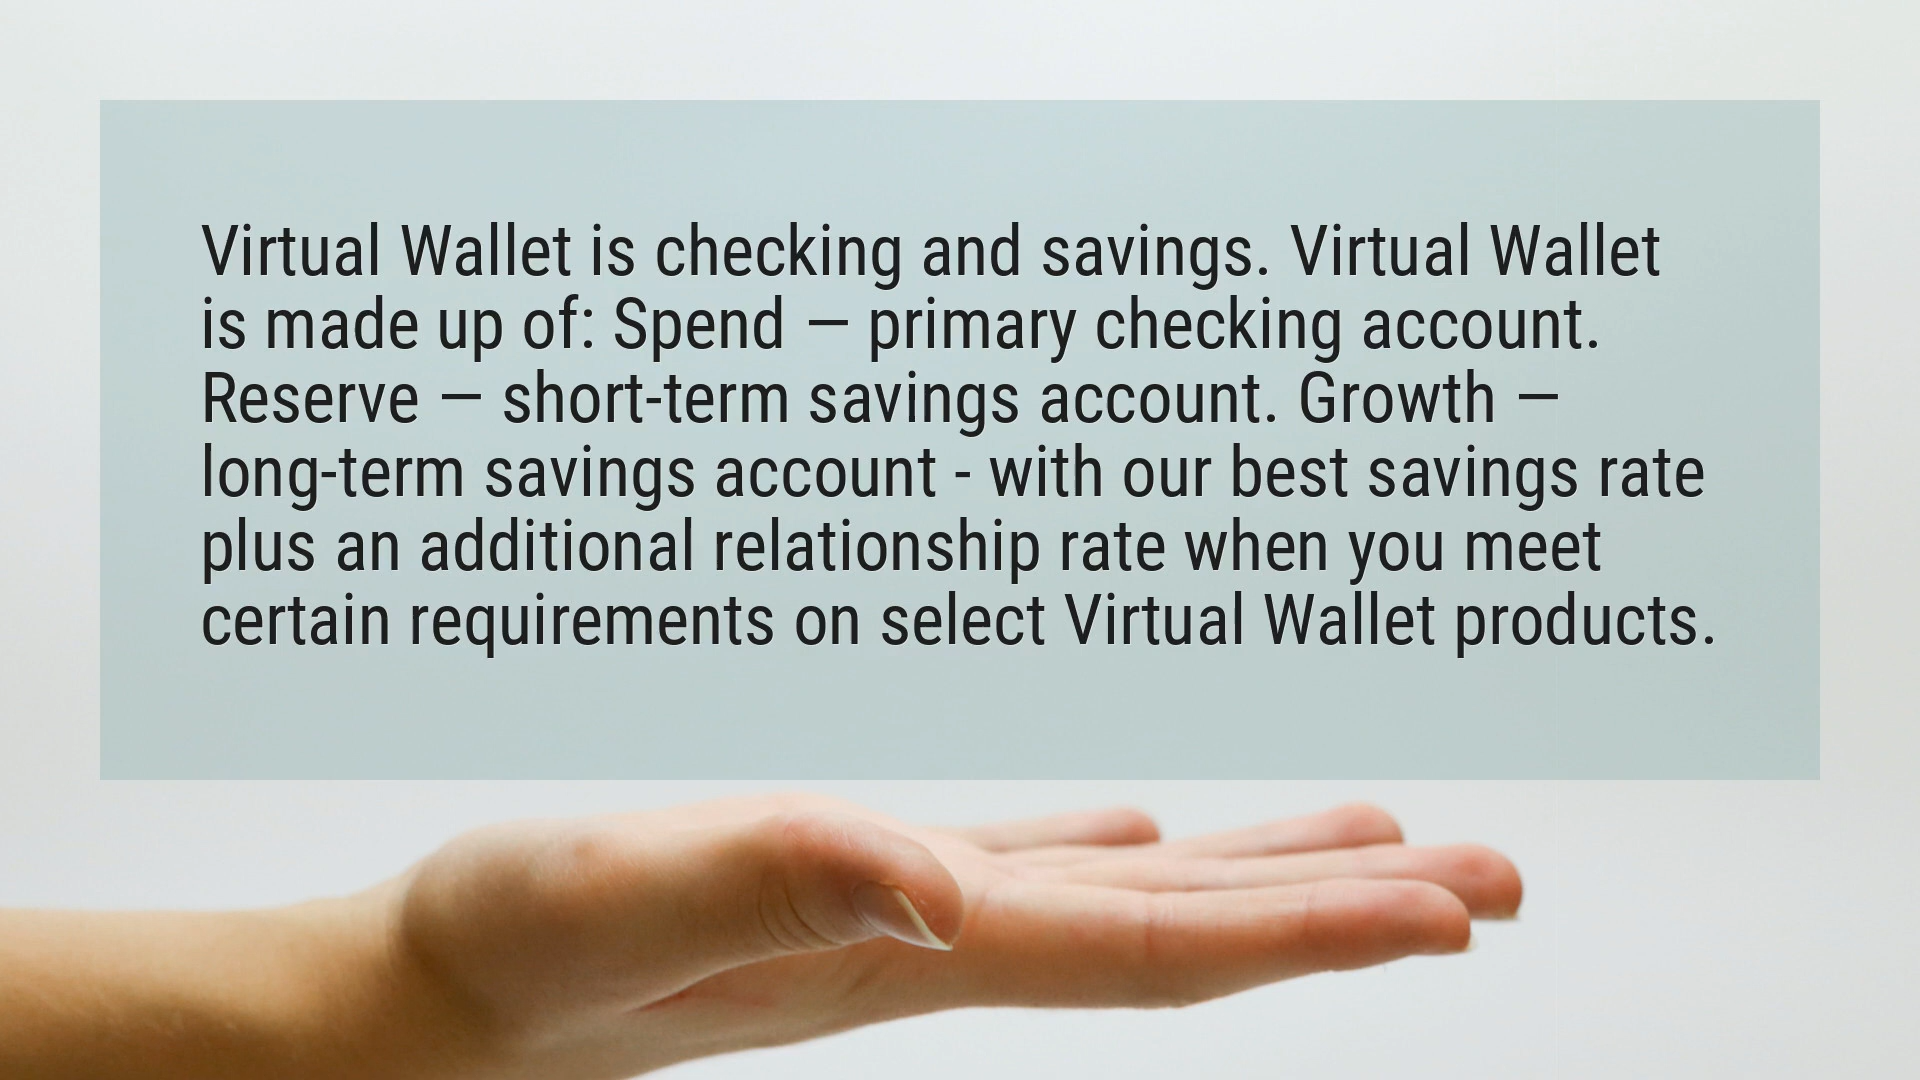 Virtual Wallet is checking and savings. Virtual Wallet
is made up of: Spend — primary checking account.
Reserve — short-term savings account. Growth —
long-term savings account - with our best savings rate
plus an additional relationship rate when you meet
certain requirements on select Virtual Wallet products.